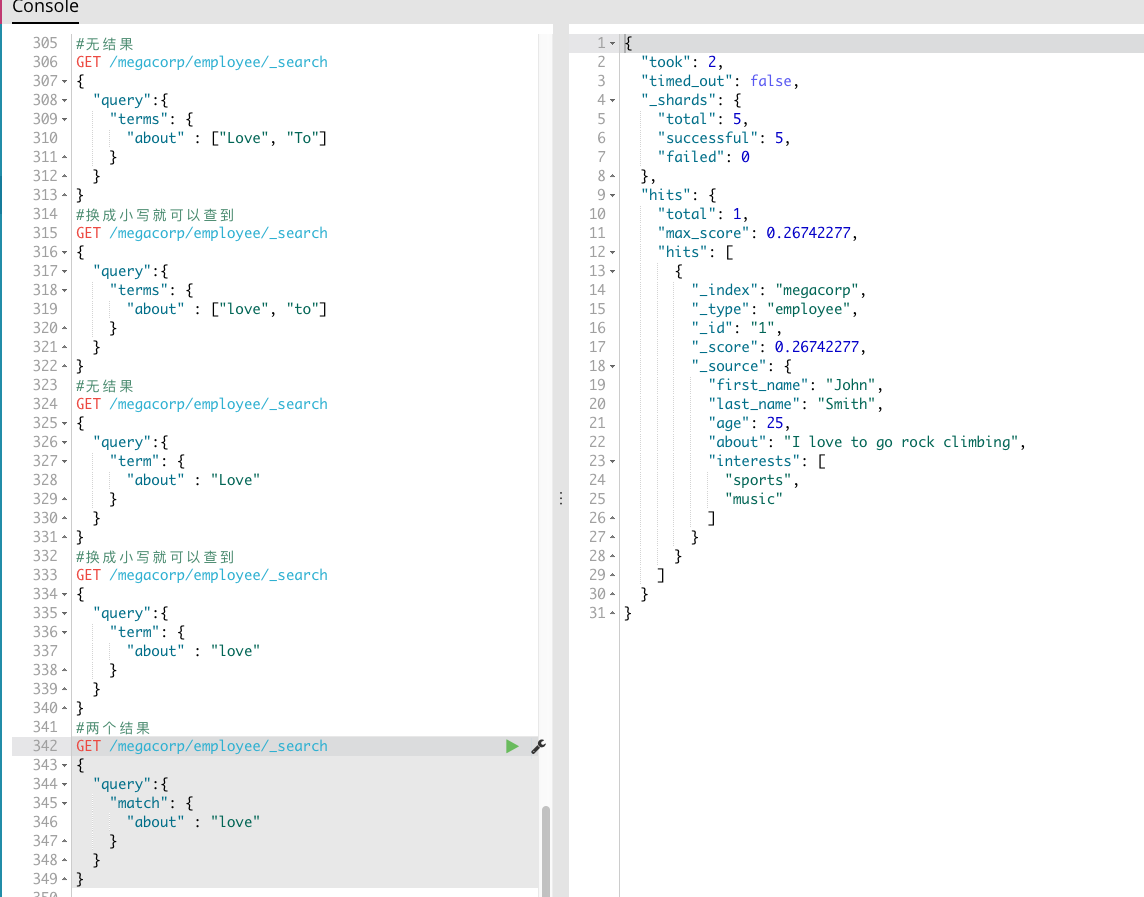 Console
305 #无结果
306 GET /megacorp/employee/_search
307 {
308 "query":{
309 "terms": {
310 "about" : ["Love", "To"]
311 }
312 }
313 }
314 #换成小写就可以查到
315 GET /megacorp/employee/_search
316 {
317 "query":{
318 "terms": {
319 "about" : ["love", "to"]
320 }
321 }
322 }
323 #无结果
324 GET /megacorp/employee/_search
325 {
326 "query":{
327 "term": {
328 "about" : "Love"
329 }
330 }
331 }
332 #换成小写就可以查到
333 GET /megacorp/employee/_search
334 {
335 "query":{
336 "term": {
337 "about" : "love"
338 }
339 }
340 }
341 #两个结果
342 GET /megacorp/employee/_search
343 {
344 "query":{
345 "match": {
346 "about" : "love"
347 }
348 }
349 }
350
1 {
2 "took": 2,
3 "timed_out": false,
4 "_shards": {
5 "total": 5,
6 "successful": 5,
7 "failed": 0
8 },
9 "hits": {
10 "total": 1,
11 "max_score": 0.26742277,
12 "hits": [
13 {
14 "_index": "megacorp",
15 "_type": "employee",
16 "_id": "1",
17 "_score": 0.26742277,
18 "_source": {
19 "first_name": "John",
20 "last_name": "Smith",
21 "age": 25,
22 "about": "I love to go rock climbing",
23 "interests": [
24 "sports",
25 "music"
26 ]
27 }
28 }
29 ]
30 }
31 }